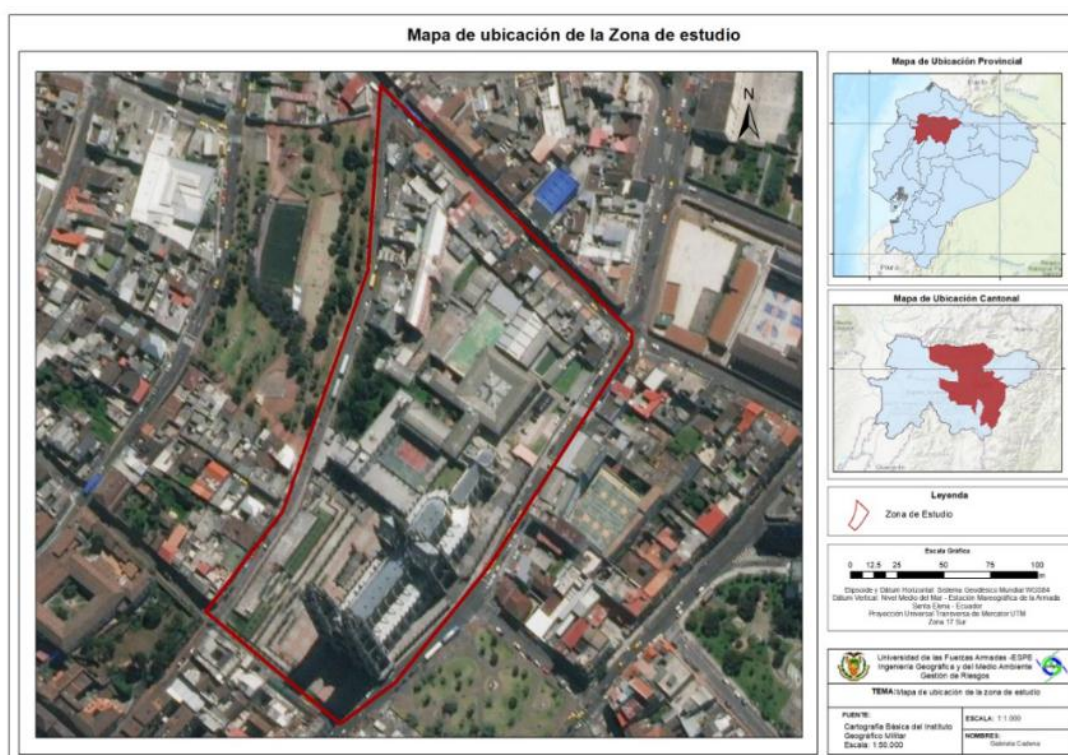 Mapa de ubicación de la Zona de estudio
N
Mapa de Ubicación Provincial
Mapa de Ubicación Cantonal
Leyenda
Zona de Estudio
Escala Gráfica
0 12.5 25 50 75 100
m
Elipsoide y Dátum Horizontal: Sistema Geodésico Mundial WGS84
Dátum Vertical: Nivel Medio del Mar - Estación Mareográfica de la Armada
Santa Elena - Ecuador
Proyección Universal Transversa de Mercator UTM
Zona 17 Sur
Universidad de las Fuerzas Armadas -ESPE
Ingeniería Geográfica y del Medio Ambiente
Gestión de Riesgos
TEMA: Mapa de ubicación de la zona de estudio
FUENTE:
Cartografía Básica del Instituto
Geográfico Militar
Escala: 1:50.000
ESCALA: 1:1.000
NOMBRES:
Gabriela Cadena